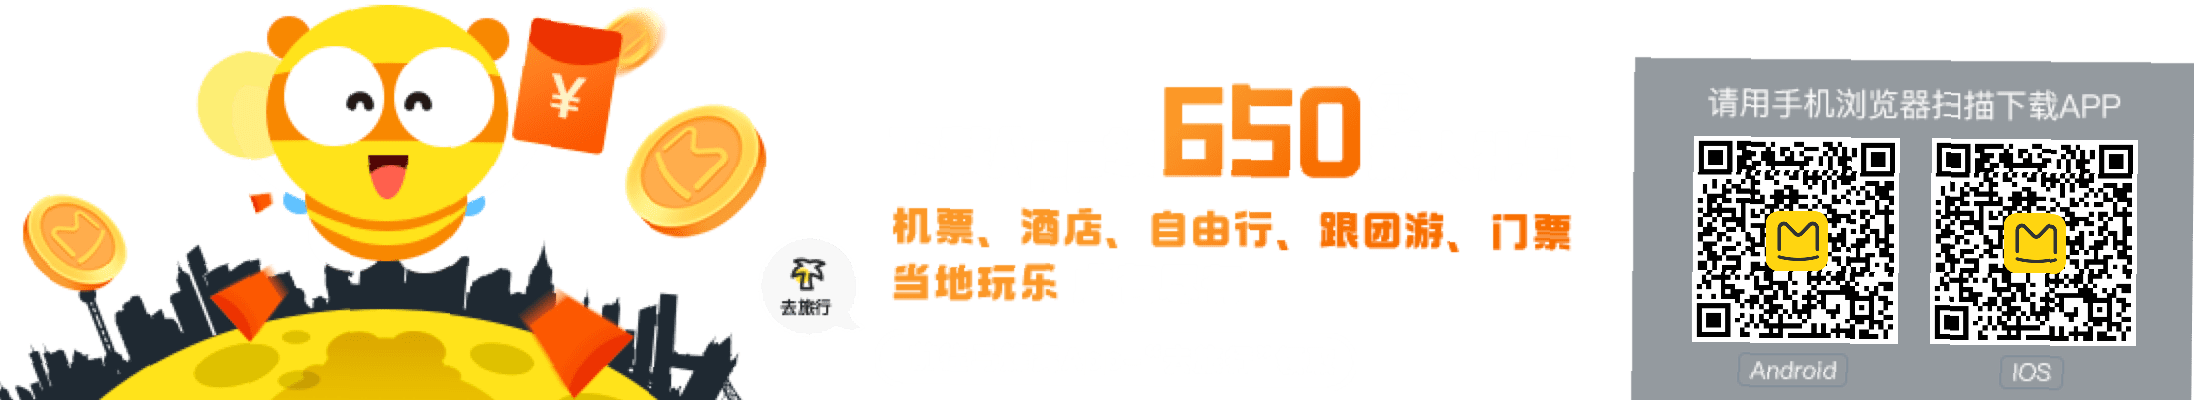 ¥
650
机票、酒店、自由行、跟团游、门票
当地玩乐
去旅行
请用手机浏览器扫描下载APP
Android
IOS